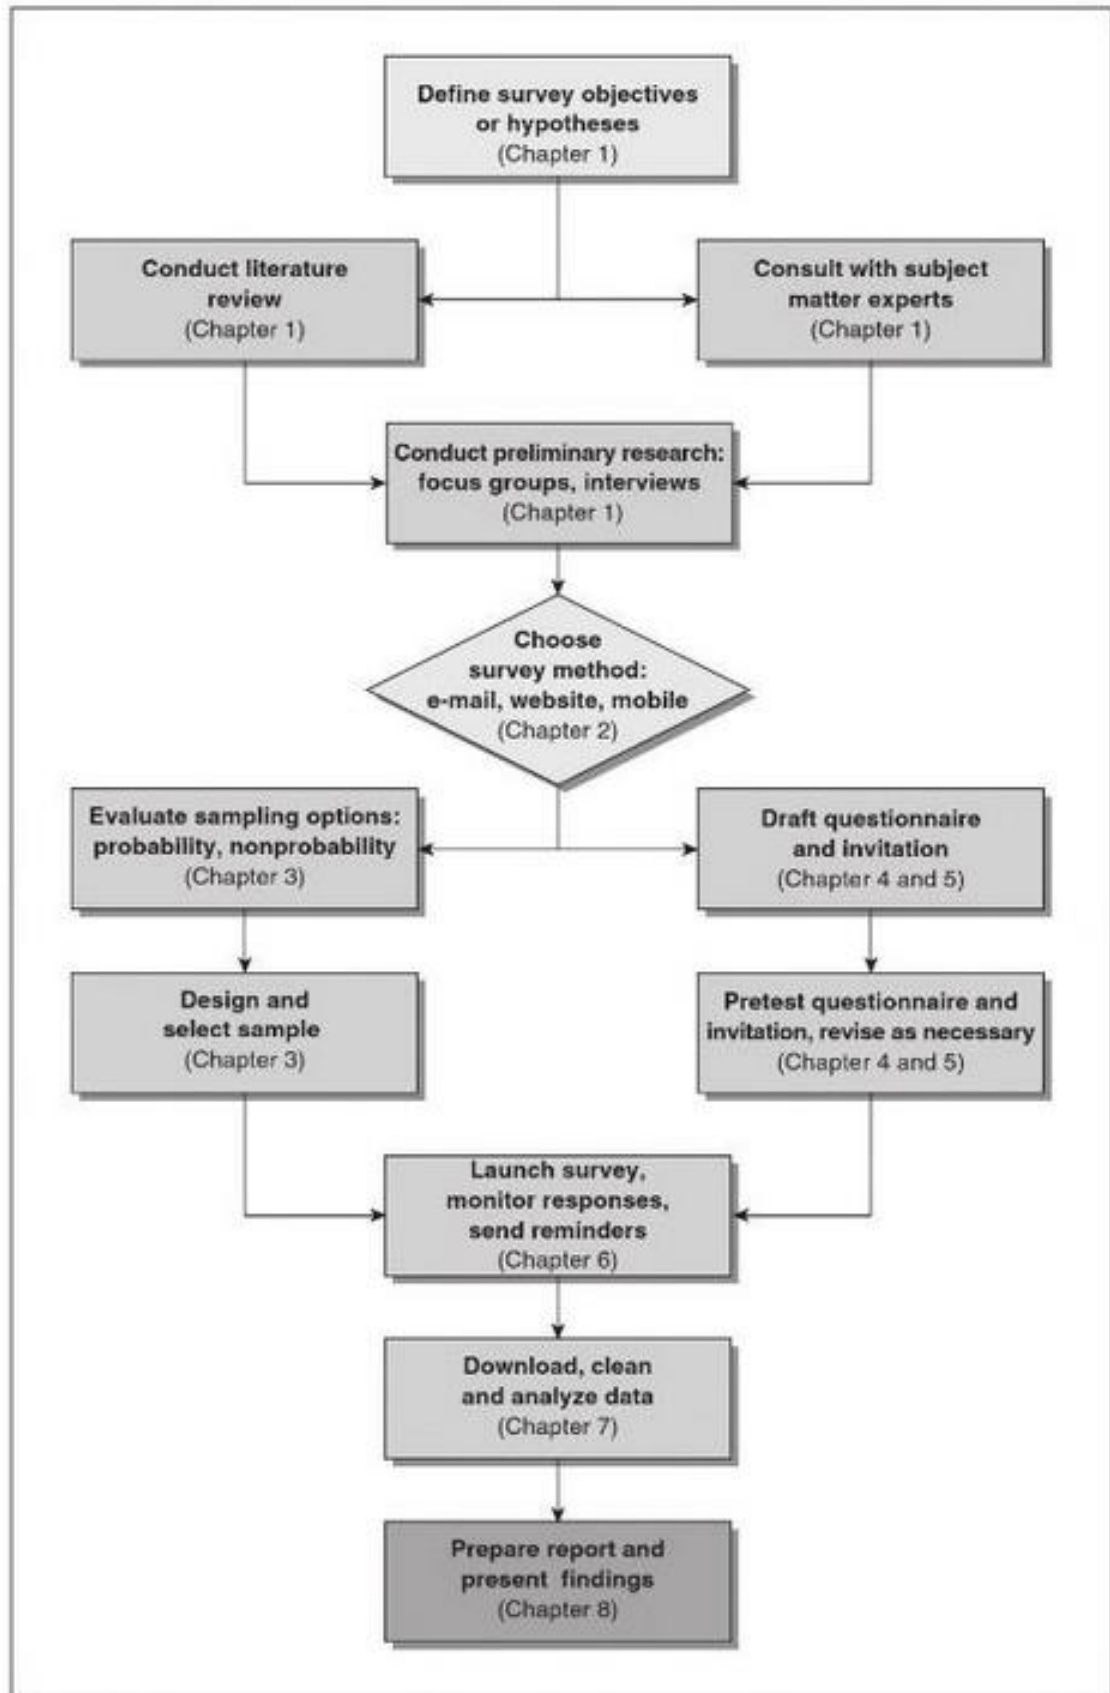 Define survey objectives
or hypotheses
(Chapter 1)
Conduct literature
review
(Chapter 1)
Consult with subject
matter experts
(Chapter 1)
Conduct preliminary research:
focus groups, interviews
(Chapter 1)
Choose
survey method:
e-mail, website, mobile
(Chapter 2)
Evaluate sampling options:
probability, nonprobability
(Chapter 3)
Draft questionnaire
and invitation
(Chapter 4 and 5)
Design and
select sample
(Chapter 3)
Pretest questionnaire and
invitation, revise as necessary
(Chapter 4 and 5)
Launch survey,
monitor responses,
send reminders
(Chapter 6)
Download, clean
and analyze data
(Chapter 7)
Prepare report and
present findings
(Chapter 8)